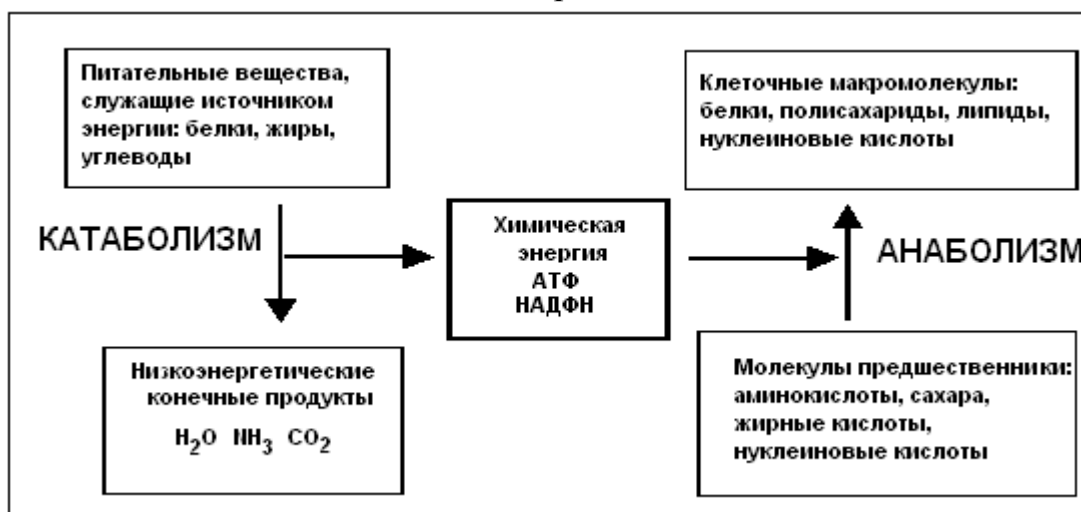 Питательные вещества,
служащие источником
энергии: белки, жиры,
углеводы
КАТАБОЛИЗМ
Низкоэнергетические
конечные продукты
H₂O NH₃ CO₂
Химическая
энергия
АТФ
НАДФН
Клеточные макромолекулы:
белки, полисахариды, липиды,
нуклеиновые кислоты
АНАБОЛИЗМ
Молекулы предшественники:
аминокислоты, сахара,
жирные кислоты,
нуклеиновые кислоты